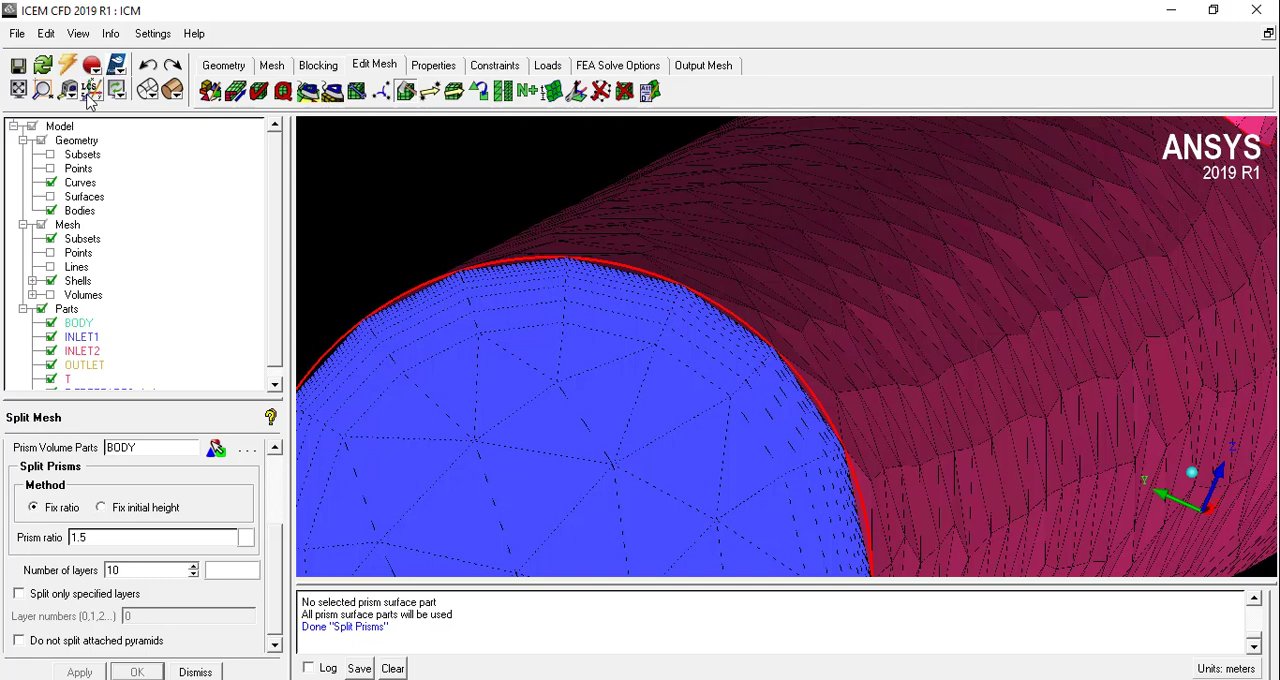 ICEM CFD 2019 R1 : ICM
File Edit View Info Settings Help
Geometry Mesh Blocking Edit Mesh Properties Constraints Loads FEA Solve Options Output Mesh
Model
Geometry
Subsets
Points
Curves
Surfaces
Bodies
Mesh
Subsets
Points
Lines
Shells
Volumes
Parts
BODY
INLET1
INLET2
OUTLET
T
Split Mesh
Prism Volume Parts BODY ...
Split Prisms
Method
Fix ratio Fix initial height
Prism ratio 1.5
Number of layers 10
Split only specified layers
Layer numbers (0,1,2...) 0
Do not split attached pyramids
Apply OK Dismiss
ANSYS
2019 R1
Z
Y
No selected prism surface part
All prism surface parts will be used
Done "Split Prisms"
Log Save Clear
Units: meters